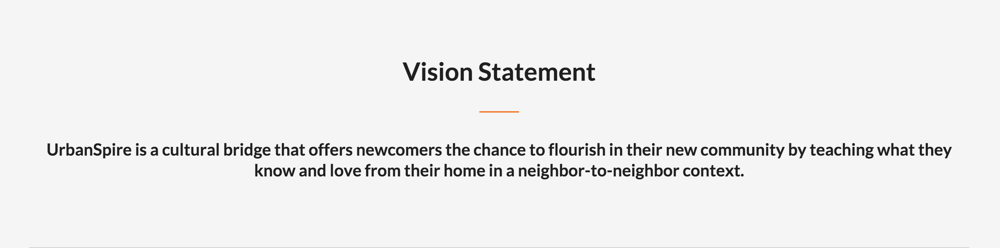 Vision Statement
UrbanSpire is a cultural bridge that offers newcomers the chance to flourish in their new community by teaching what they
know and love from their home in a neighbor-to-neighbor context.